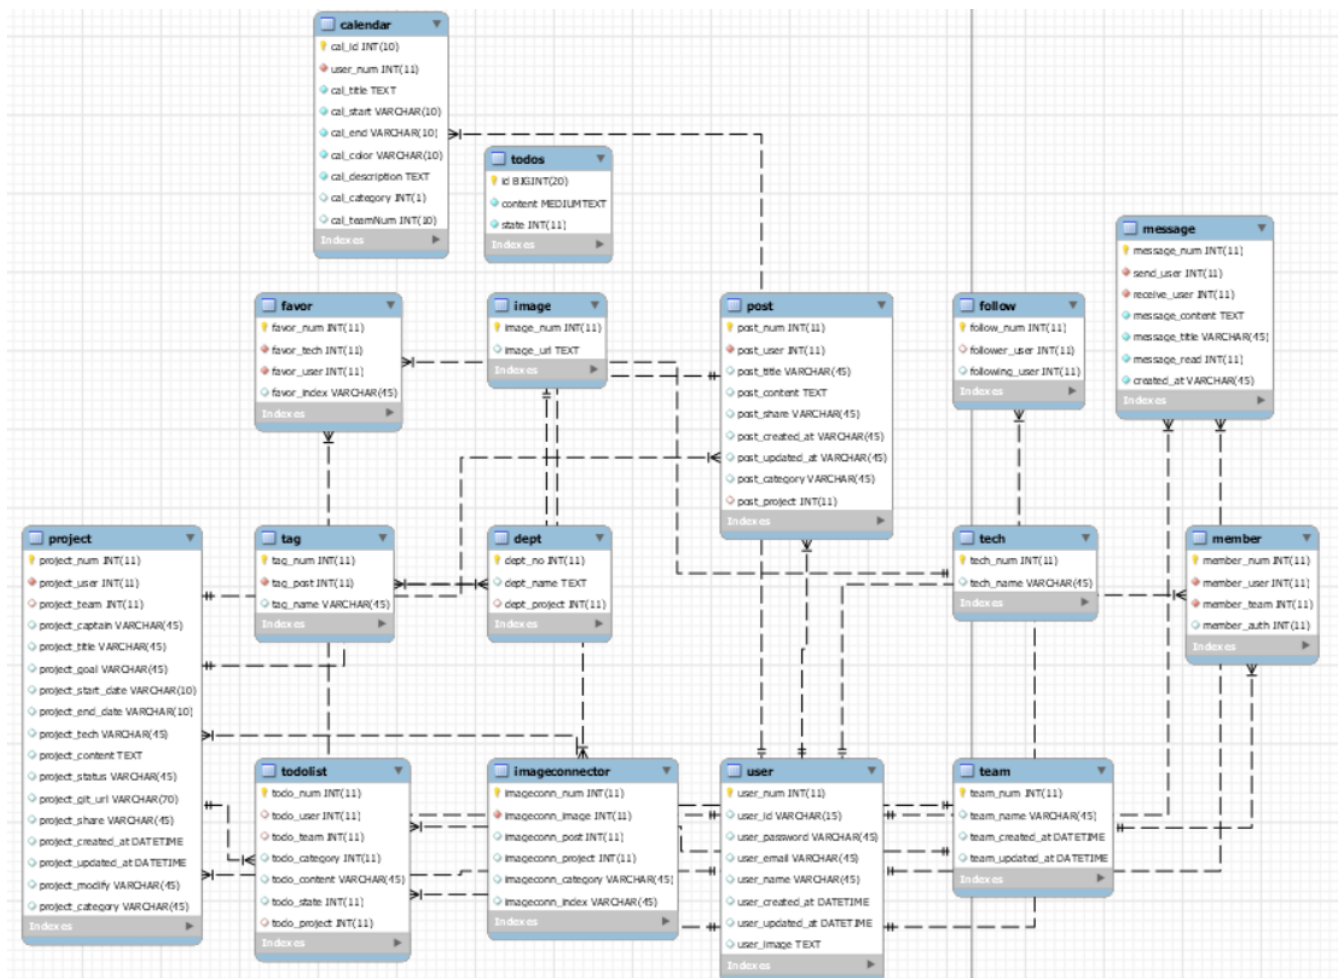 calendar
cal_id INT(10)
user_num INT(11)
cal_title TEXT
cal_start VARCHAR(10)
cal_end VARCHAR(10)
cal_color VARCHAR(10)
cal_description TEXT
cal_category INT(1)
cal_teamNum INT(10)
Indexes
todos
id BIGINT(20)
content MEDIUMTEXT
state INT(11)
Indexes
message
message_num INT(11)
send_user INT(11)
receive_user INT(11)
message_content TEXT
message_title VARCHAR(45)
message_read INT(11)
created_at VARCHAR(45)
Indexes
favor
favor_num INT(11)
favor_tech INT(11)
favor_user INT(11)
favor_index VARCHAR(45)
Indexes
image
image_num INT(11)
image_url TEXT
Indexes
post
post_num INT(11)
post_user INT(11)
post_title VARCHAR(45)
post_content TEXT
post_share VARCHAR(45)
post_created_at VARCHAR(45)
post_updated_at VARCHAR(45)
post_category VARCHAR(45)
post_project INT(11)
Indexes
follow
follow_num INT(11)
follower_user INT(11)
following_user INT(11)
Indexes
project
project_num INT(11)
project_user INT(11)
project_team INT(11)
project_captain VARCHAR(45)
project_title VARCHAR(45)
project_goal VARCHAR(45)
project_start_date VARCHAR(10)
project_end_date VARCHAR(10)
project_tech VARCHAR(45)
project_content TEXT
project_status VARCHAR(45)
project_git_url VARCHAR(70)
project_share VARCHAR(45)
project_created_at DATETIME
project_updated_at DATETIME
project_modify VARCHAR(45)
project_category VARCHAR(45)
Indexes
tag
tag_num INT(11)
tag_post INT(11)
tag_name VARCHAR(45)
Indexes
dept
dept_no INT(11)
dept_name TEXT
dept_project INT(11)
Indexes
tech
tech_num INT(11)
tech_name VARCHAR(45)
Indexes
member
member_num INT(11)
member_user INT(11)
member_team INT(11)
member_auth INT(11)
Indexes
todolist
todo_num INT(11)
todo_user INT(11)
todo_team INT(11)
todo_category INT(11)
todo_content VARCHAR(45)
todo_state INT(11)
todo_project INT(11)
Indexes
imageconnector
imageconn_num INT(11)
imageconn_image INT(11)
imageconn_post INT(11)
imageconn_project INT(11)
imageconn_category VARCHAR(45)
imageconn_index VARCHAR(45)
Indexes
user
user_num INT(11)
user_id VARCHAR(15)
user_password VARCHAR(45)
user_email VARCHAR(45)
user_name VARCHAR(45)
user_created_at DATETIME
user_updated_at DATETIME
user_image TEXT
Indexes
team
team_num INT(11)
team_name VARCHAR(45)
team_created_at DATETIME
team_updated_at DATETIME
Indexes